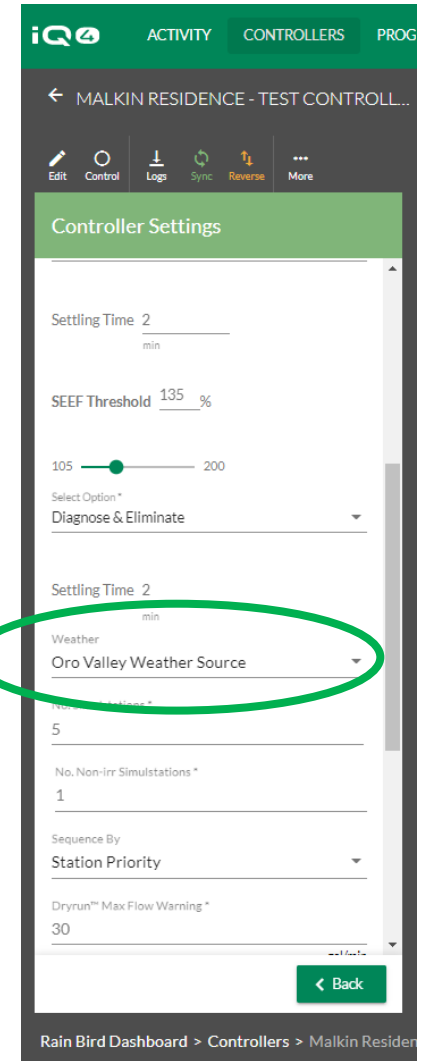 iQ4 ACTIVITY CONTROLLERS PROG
← MALKIN RESIDENCE - TEST CONTROLL...
Edit Control Logs Sync Reverse More
Controller Settings
Settling Time 2
min
SEEF Threshold 135 %
105 200
Select Option *
Diagnose & Eliminate
Settling Time 2
min
Weather
Oro Valley Weather Source
5
No. Non-irr Simulstations *
1
Sequence By
Station Priority
Dryrun™ Max Flow Warning *
30
Back
Rain Bird Dashboard > Controllers > Malkin Residen